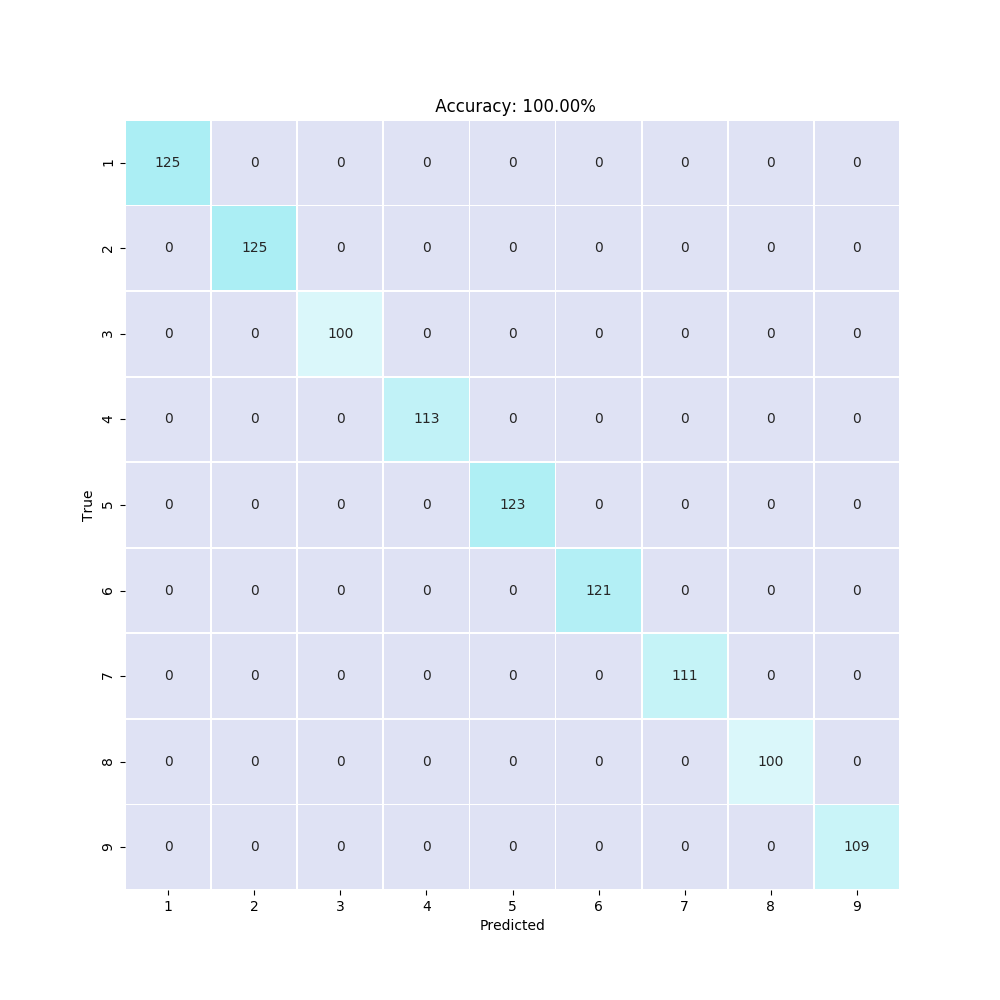 Accuracy: 100.00%
1 125 0 0 0 0 0 0 0 0
2 0 125 0 0 0 0 0 0 0
3 0 0 100 0 0 0 0 0 0
4 0 0 0 113 0 0 0 0 0
True
5 0 0 0 0 123 0 0 0 0
6 0 0 0 0 0 121 0 0 0
7 0 0 0 0 0 0 111 0 0
8 0 0 0 0 0 0 0 100 0
9 0 0 0 0 0 0 0 0 109
1 2 3 4 5 6 7 8 9
Predicted